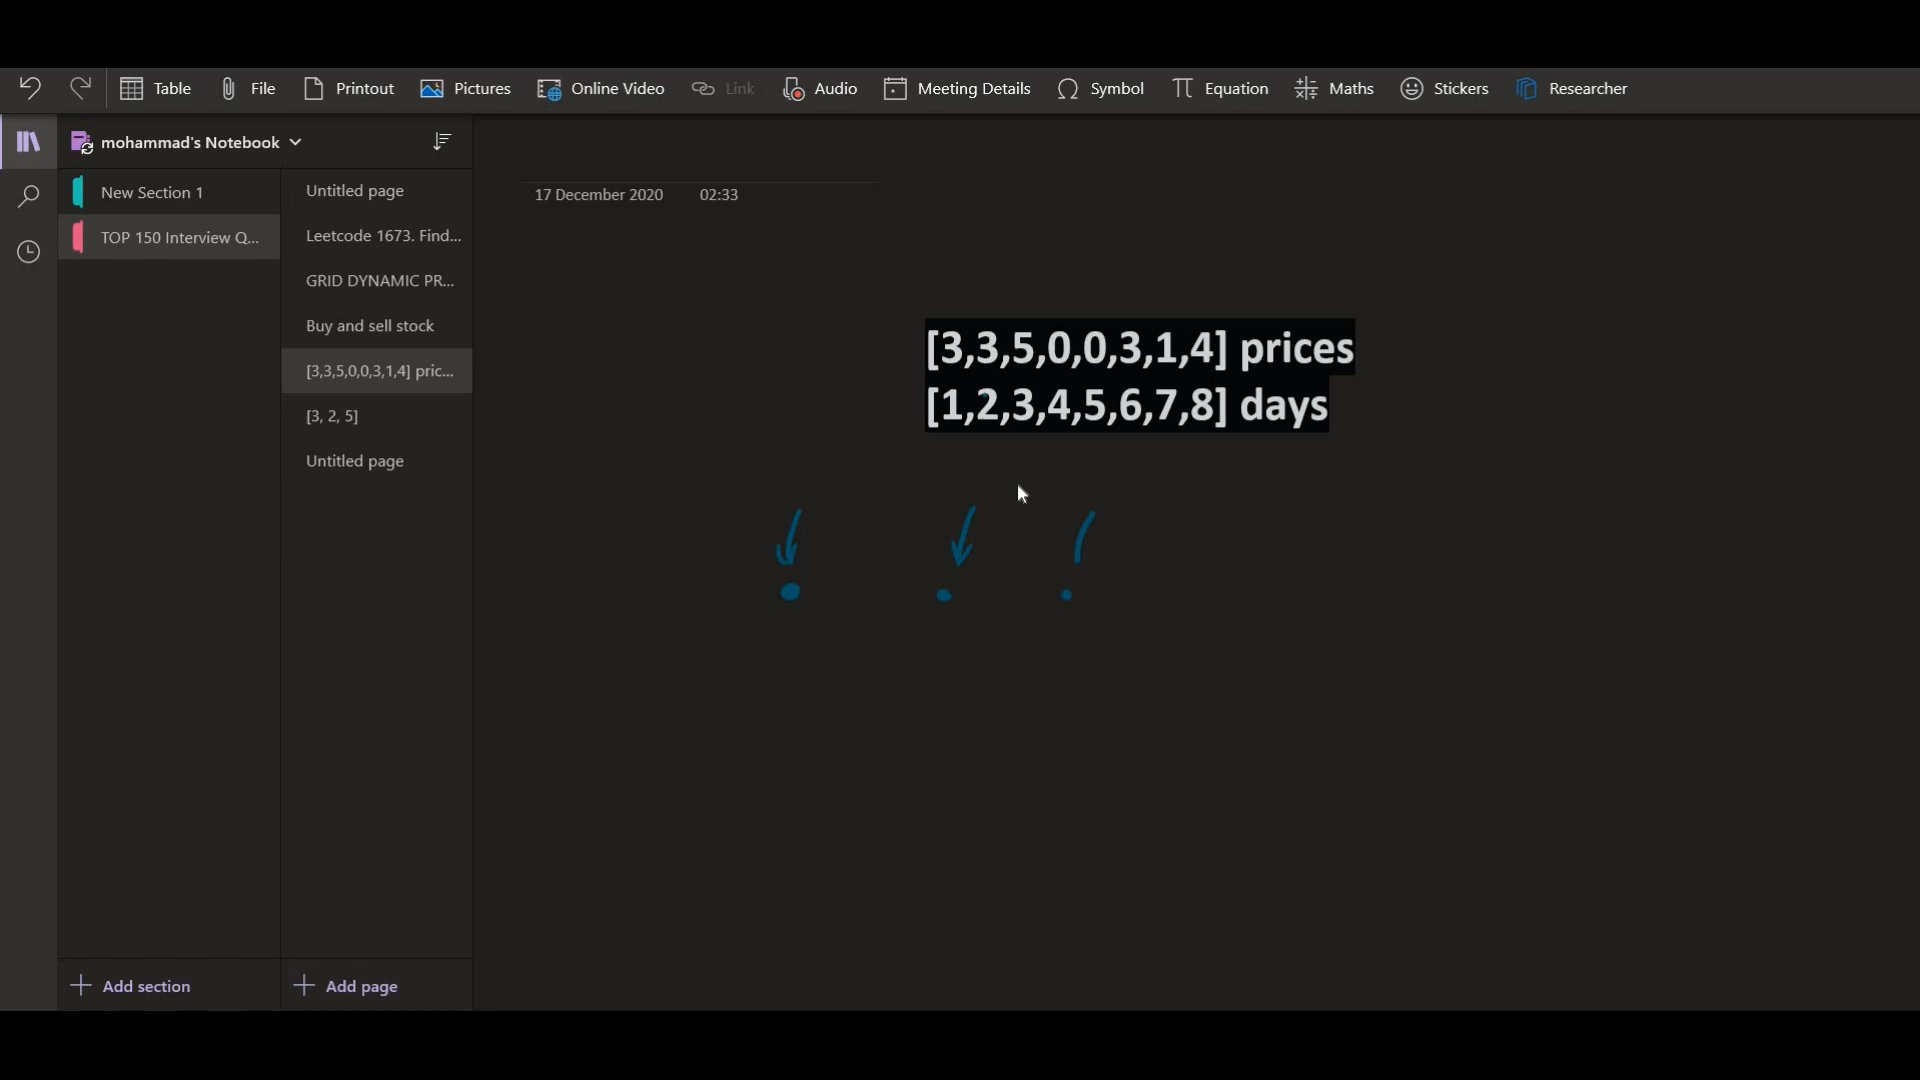 Table File Printout Pictures Online Video Link Audio Meeting Details Symbol Equation Maths Stickers Researcher
mohammad's Notebook
New Section 1
TOP 150 Interview Q...
Untitled page
Leetcode 1673. Find...
GRID DYNAMIC PR...
Buy and sell stock
[3,3,5,0,0,3,1,4] pric...
[3, 2, 5]
Untitled page
17 December 2020 02:33
[3,3,5,0,0,3,1,4] prices
[1,2,3,4,5,6,7,8] days
Add section
Add page